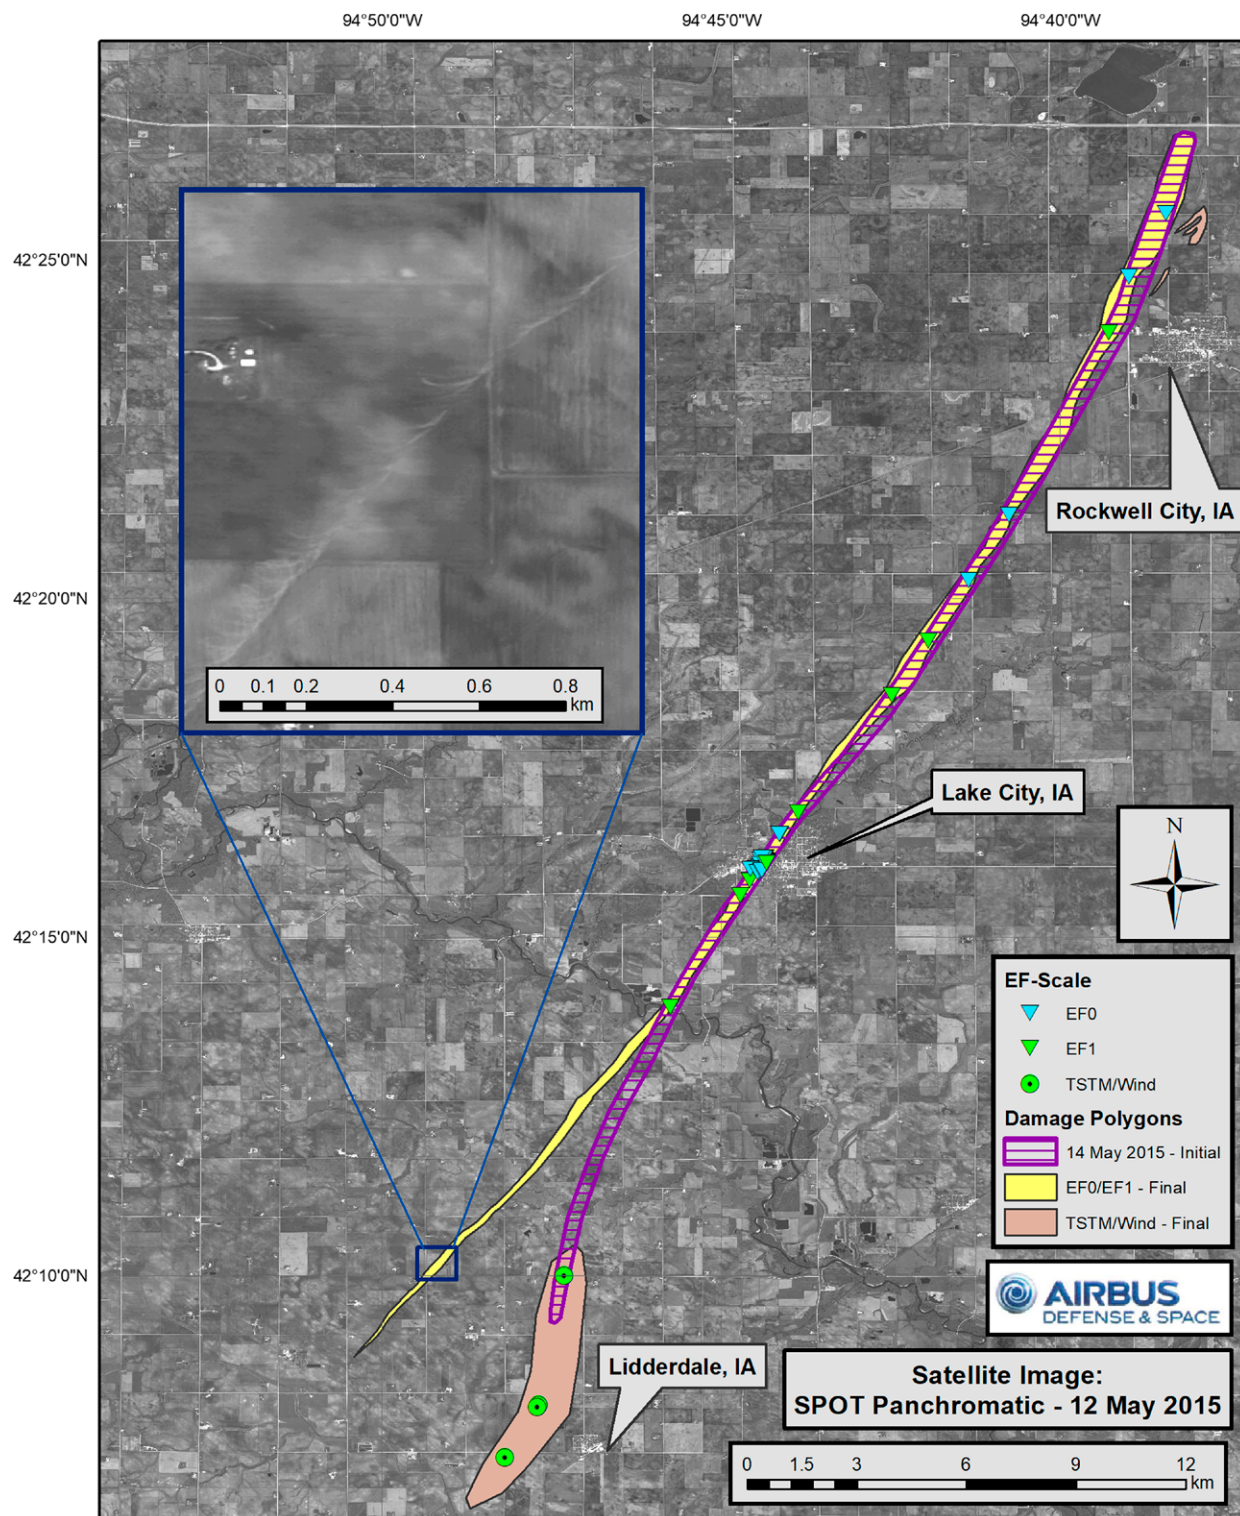 94°50'0"W 94°45'0"W 94°40'0"W
42°25'0"N
42°20'0"N
42°15'0"N
42°10'0"N
0 0.1 0.2 0.4 0.6 0.8
km
Rockwell City, IA
Lake City, IA
N
EF-Scale
EF0
EF1
TSTM/Wind
Damage Polygons
14 May 2015 - Initial
EF0/EF1 - Final
TSTM/Wind - Final
AIRBUS
DEFENSE & SPACE
Lidderdale, IA
Satellite Image:
SPOT Panchromatic - 12 May 2015
0 1.5 3 6 9 12
km